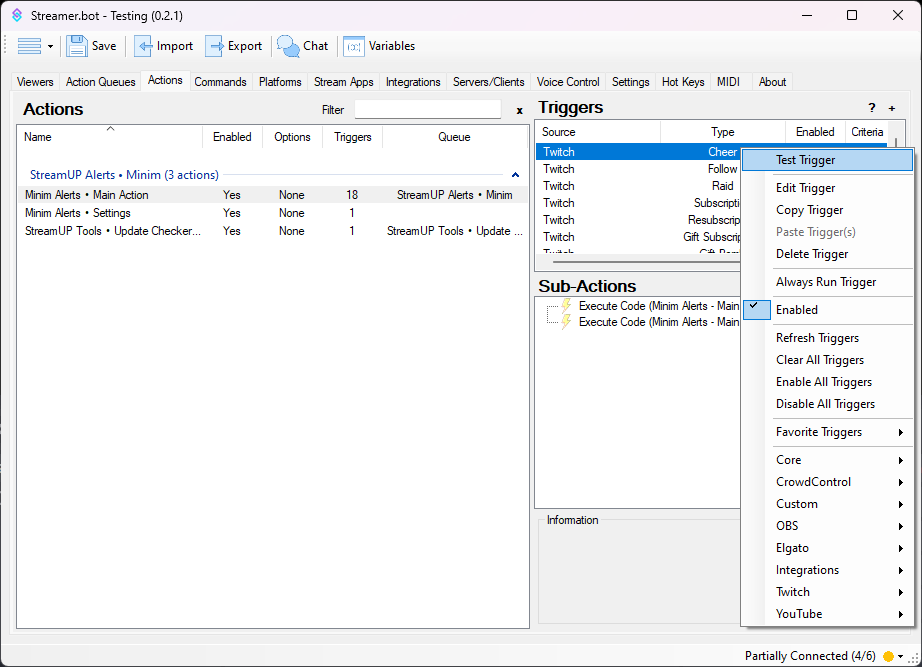 Streamer.bot - Testing (0.2.1)
Save Import Export Chat Variables
Viewers Action Queues Actions Commands Platforms Stream Apps Integrations Servers/Clients Voice Control Settings Hot Keys MIDI About
Actions Filter x
Name Enabled Options Triggers Queue
StreamUP Alerts • Minim (3 actions)
Minim Alerts • Main Action Yes None 18 StreamUP Alerts • Minim
Minim Alerts • Settings Yes None 1
StreamUP Tools • Update Checker... Yes None 1 StreamUP Tools • Update ...
Triggers ? +
Source Type Enabled Criteria
Twitch Cheer
Twitch Follow
Twitch Raid
Twitch Subscripti
Twitch Resubscrip
Twitch Gift Subscrip
Sub-Actions
Execute Code (Minim Alerts - Main
Execute Code (Minim Alerts - Main
Information
Test Trigger
Edit Trigger
Copy Trigger
Paste Trigger(s)
Delete Trigger
Always Run Trigger
Enabled
Refresh Triggers
Clear All Triggers
Enable All Triggers
Disable All Triggers
Favorite Triggers
Core
CrowdControl
Custom
OBS
Elgato
Integrations
Twitch
YouTube
Partially Connected (4/6)